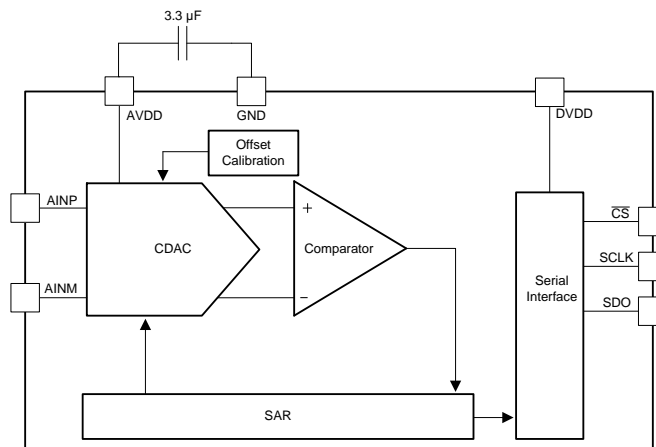 3.3 µF
AVDD
GND
DVDD
Offset
Calibration
AINP
CDAC
+
Comparator
−
AINM
Serial
Interface
CS
SCLK
SDO
SAR